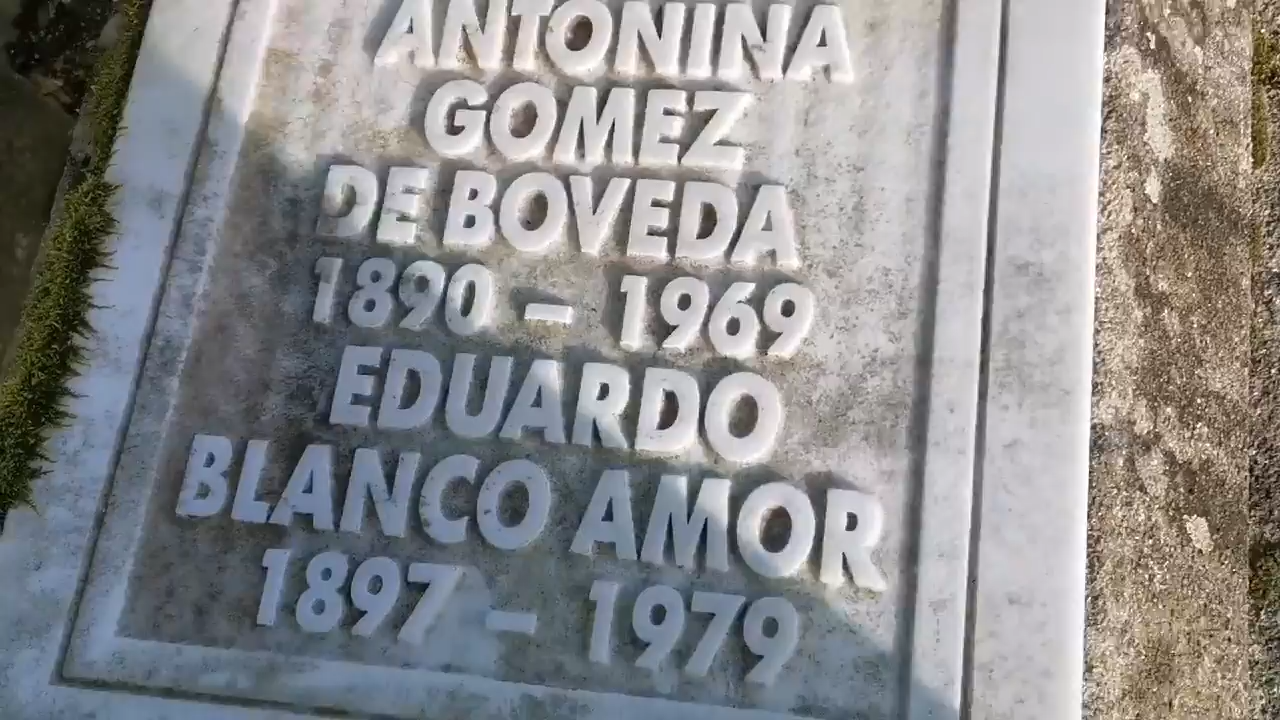 ANTONINA
GOMEZ
DE BOVEDA
1890 - 1969
EDUARDO
BLANCO AMOR
1897 - 1979